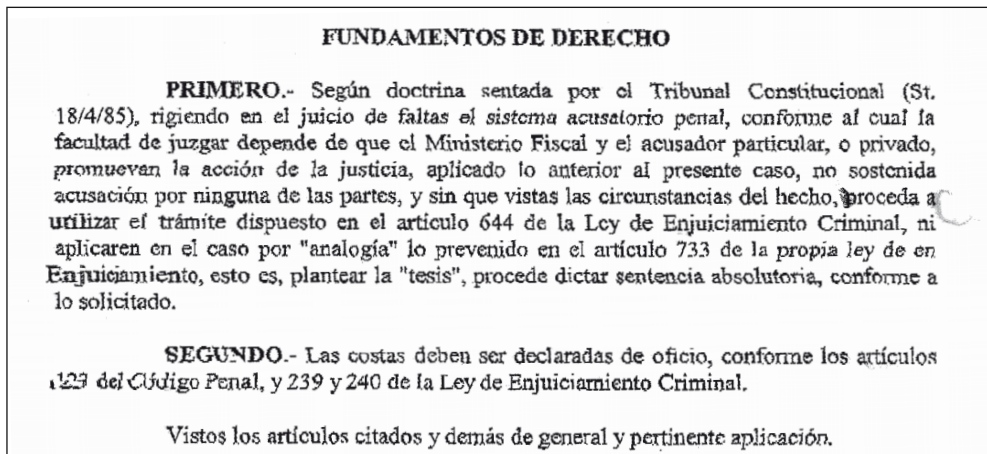 FUNDAMENTOS DE DERECHO
PRIMERO.- Según doctrina sentada por el Tribunal Constitucional (St.
18/4/85), rigiendo en el juicio de faltas el sistema acusatorio penal, conforme al cual la
facultad de juzgar depende de que el Ministerio Fiscal y el acusador particular, o privado,
promuevan la acción de la justicia, aplicado lo anterior al presente caso, no sostenida
acusación por ninguna de las partes, y sin que vistas las circunstancias del hecho, proceda a
utilizar el trámite dispuesto en el artículo 644 de la Ley de Enjuiciamiento Criminal, ni
aplicaren en el caso por "analogía" lo prevenido en el artículo 733 de la propia ley de en
Enjuiciamiento, esto es, plantear la "tesis", procede dictar sentencia absolutoria, conforme a
lo solicitado.
SEGUNDO.- Las costas deben ser declaradas de oficio, conforme los artículos
123 del Código Penal, y 239 y 240 de la Ley de Enjuiciamiento Criminal.
Vistos los artículos citados y demás de general y pertinente aplicación.